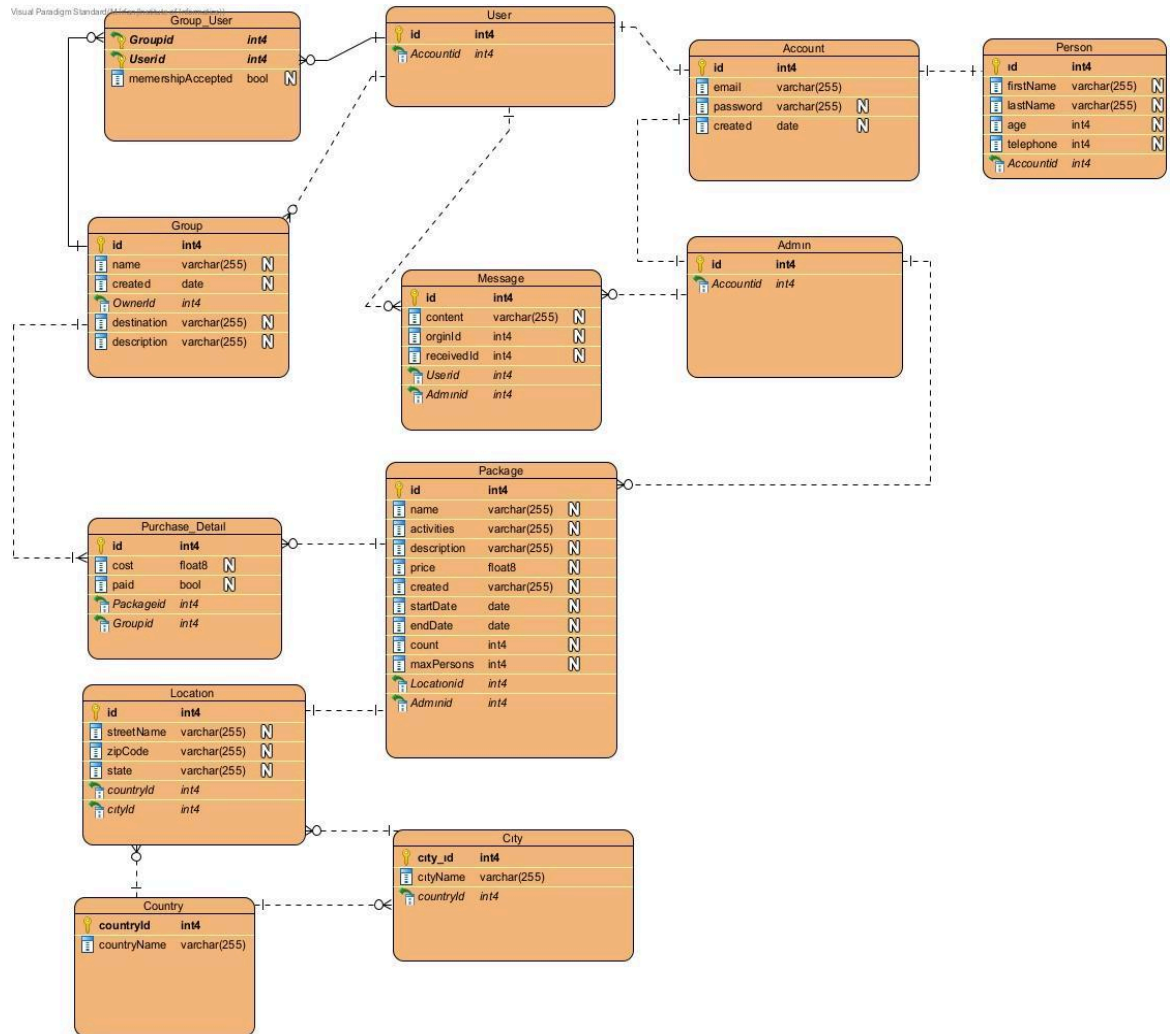 Visual Paradigm Standard
Group_User
Groupid int4
Userid int4
memershipAccepted bool N
User
id int4
Accountid int4
Account
id int4
email varchar(255)
password varchar(255) N
created date N
Person
id int4
firstName varchar(255) N
lastName varchar(255) N
age int4 N
telephone int4 N
Accountid int4
Group
id int4
name varchar(255) N
created date N
OwnerId int4
destination varchar(255) N
description varchar(255) N
Message
id int4
content varchar(255) N
orginId int4 N
receivedId int4 N
Userid int4
Adminid int4
Admin
id int4
Accountid int4
Package
id int4
name varchar(255) N
activities varchar(255) N
description varchar(255) N
price float8 N
created varchar(255) N
startDate date N
endDate date N
count int4 N
maxPersons int4 N
Locationid int4
Adminid int4
Purchase_Detail
id int4
cost float8 N
paid bool N
Packageid int4
Groupid int4
Location
id int4
streetName varchar(255) N
zipCode varchar(255) N
state varchar(255) N
countryId int4
cityId int4
City
city_id int4
cityName varchar(255)
countryId int4
Country
countryId int4
countryName varchar(255)